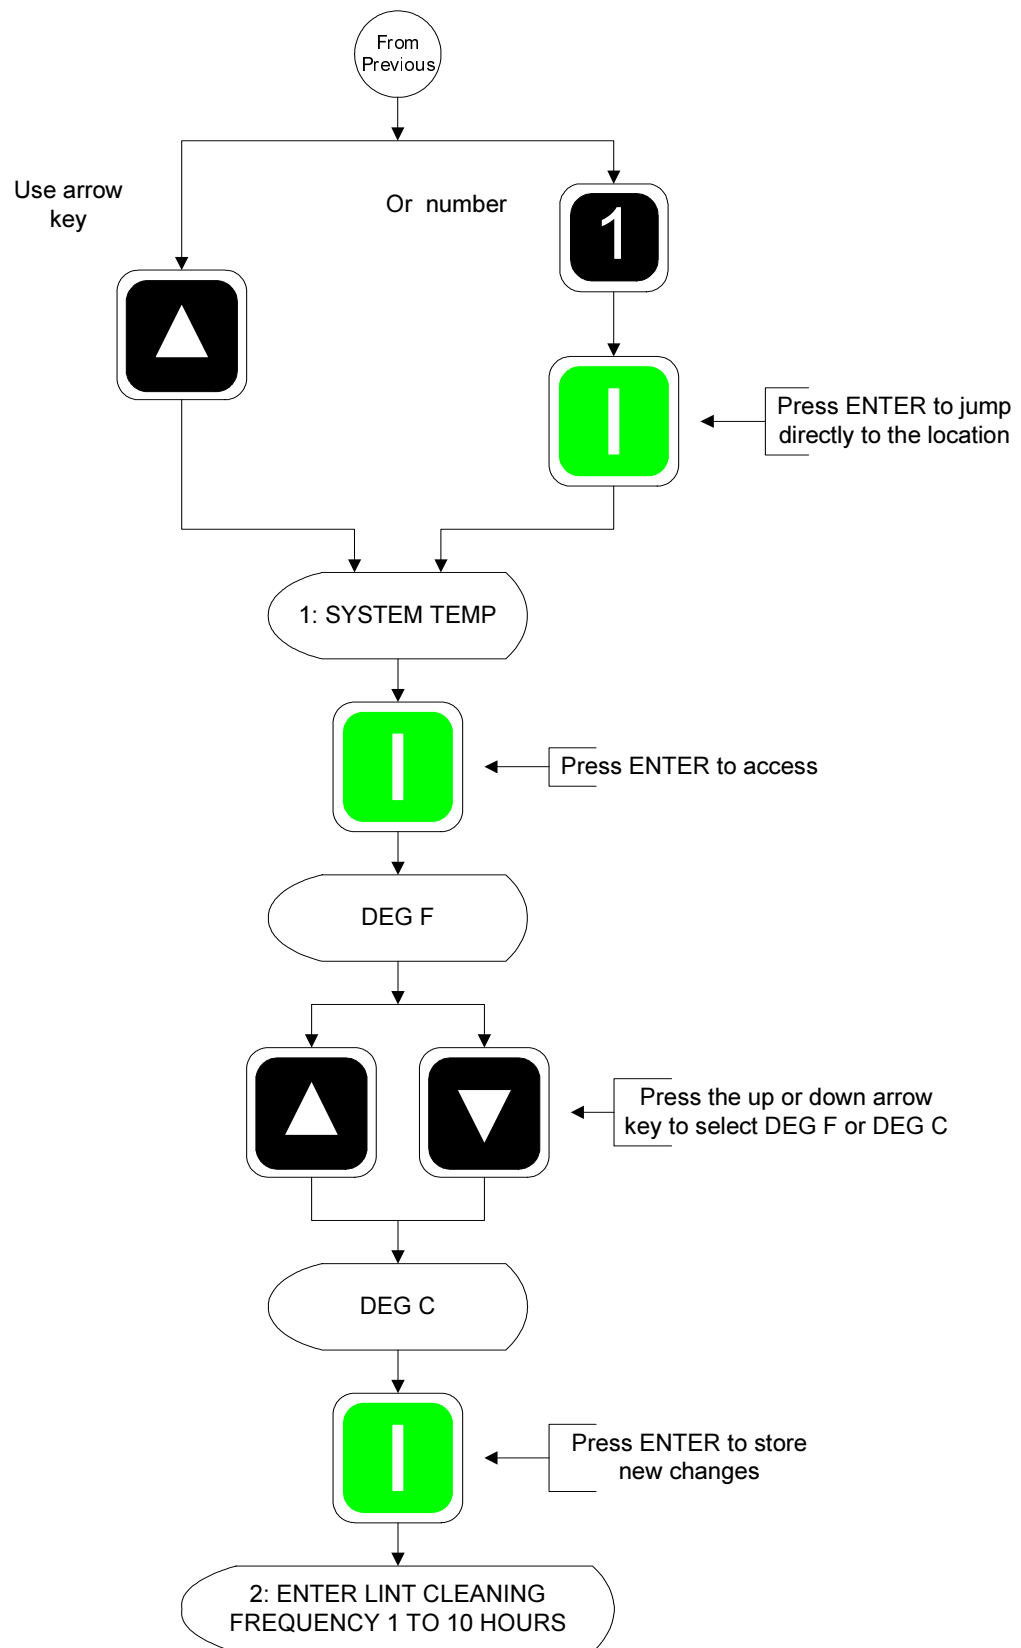 From
Previous
Use arrow
key
Or number
1
Press ENTER to jump
directly to the location
1: SYSTEM TEMP
Press ENTER to access
DEG F
Press the up or down arrow
key to select DEG F or DEG C
DEG C
Press ENTER to store
new changes
2: ENTER LINT CLEANING
FREQUENCY 1 TO 10 HOURS